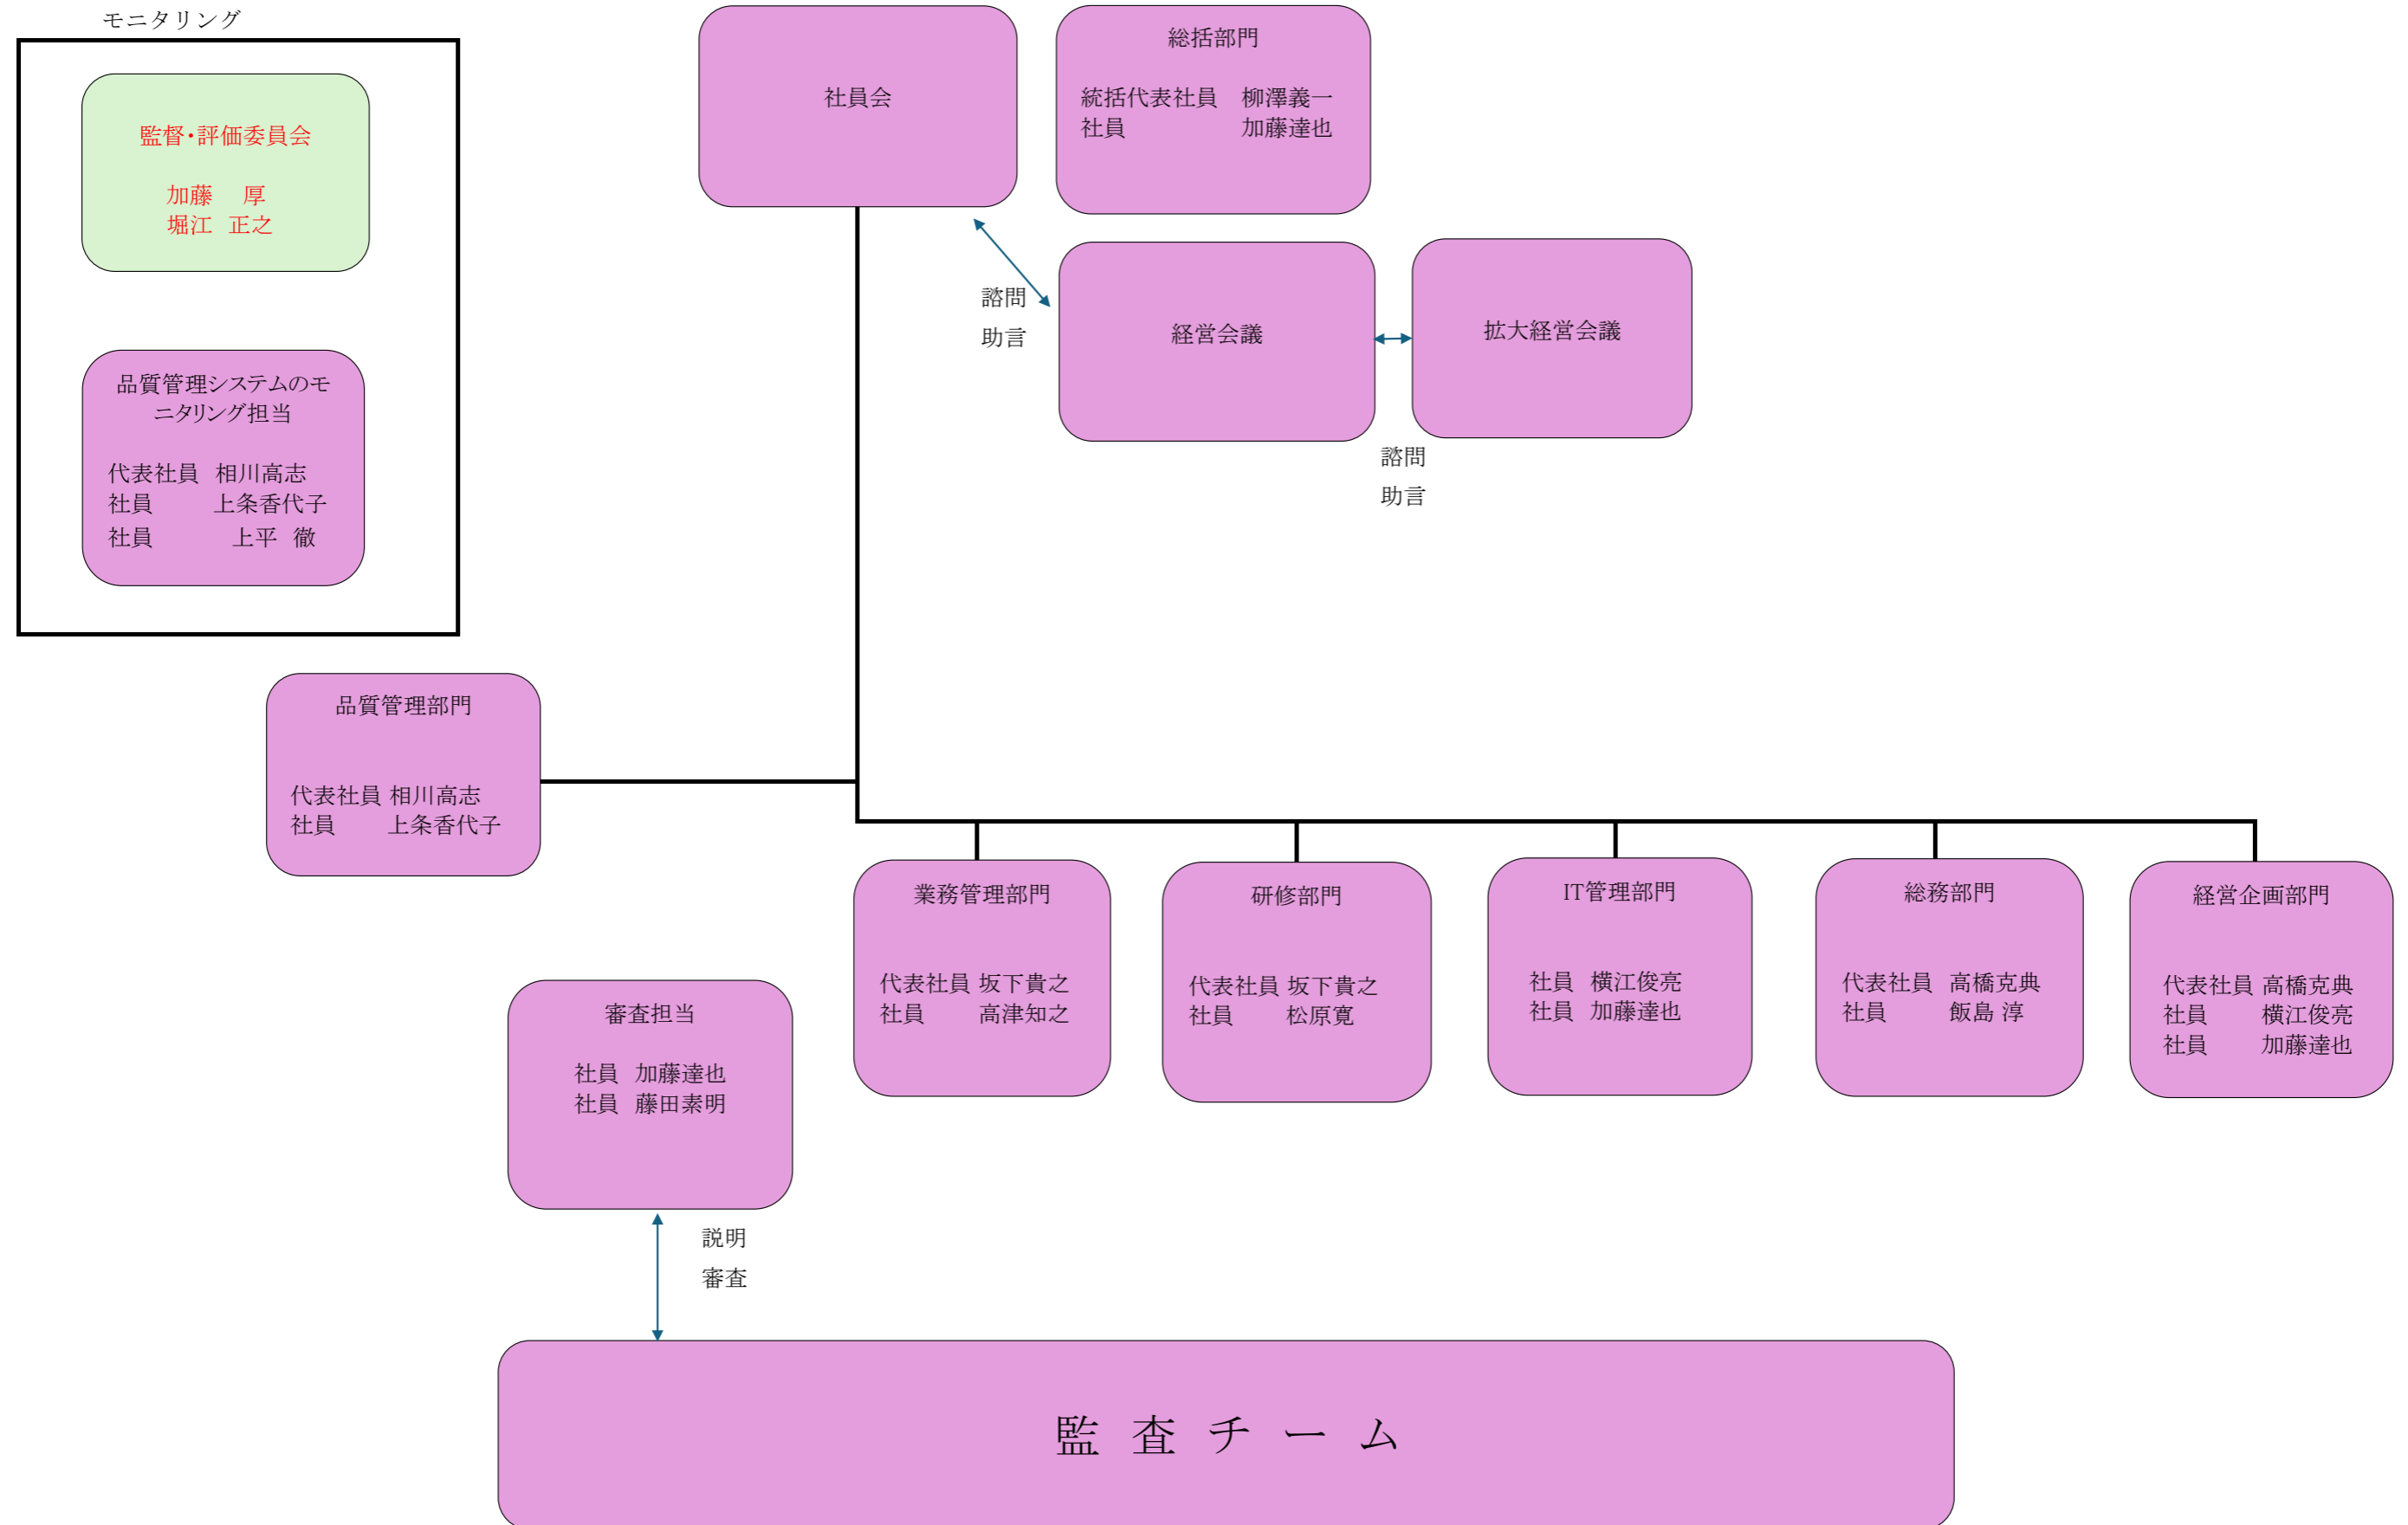 モニタリング
監督・評価委員会
加藤 厚
堀江 正之
品質管理システムのモ
ニタリング担当
代表社員 相川高志
社員 上条香代子
社員 上平 徹
社員会
総括部門
統括代表社員 柳澤義一
社員 加藤達也
諮問
助言
経営会議
拡大経営会議
諮問
助言
品質管理部門
代表社員 相川高志
社員 上条香代子
業務管理部門
代表社員 坂下貴之
社員 高津知之
研修部門
代表社員 坂下貴之
社員 松原寛
IT管理部門
社員 横江俊亮
社員 加藤達也
総務部門
代表社員 高橋克典
社員 飯島 淳
経営企画部門
代表社員 高橋克典
社員 横江俊亮
社員 加藤達也
審査担当
社員 加藤達也
社員 藤田素明
説明
審査
監 査 チ ー ム